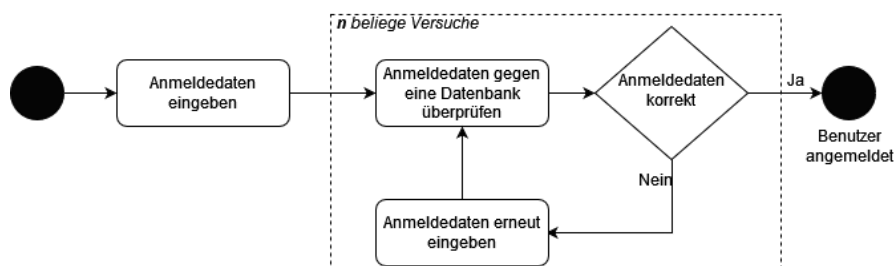 n beliege Versuche
Anmeldedaten
eingeben
Anmeldedaten gegen
eine Datenbank
überprüfen
Anmeldedaten
korrekt
Ja
Benutzer
angemeldet
Nein
Anmeldedaten erneut
eingeben